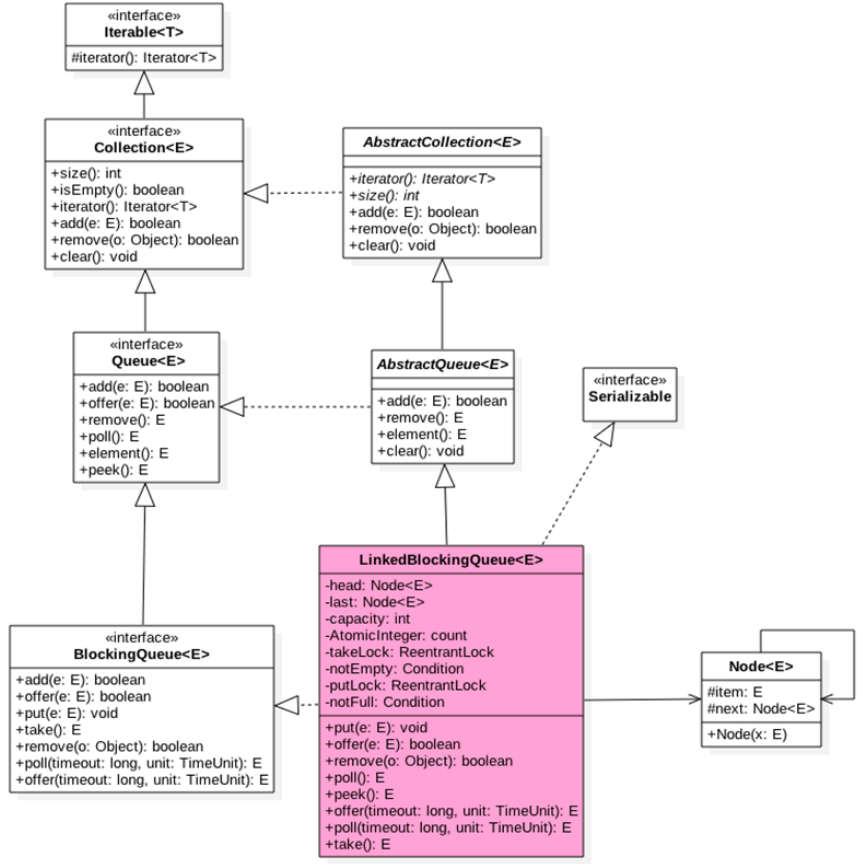 «interface»
Iterable<T>
#iterator(): Iterator<T>
«interface»
Collection<E>
+size(): int
+isEmpty(): boolean
+iterator(): Iterator<T>
+add(e: E): boolean
+remove(o: Object): boolean
+clear(): void
AbstractCollection<E>
+iterator(): Iterator<T>
+size(): int
+add(e: E): boolean
+remove(o: Object): boolean
+clear(): void
«interface»
Queue<E>
+add(e: E): boolean
+offer(e: E): boolean
+remove(): E
+poll(): E
+element(): E
+peek(): E
AbstractQueue<E>
+add(e: E): boolean
+remove(): E
+element(): E
+clear(): void
«interface»
Serializable
«interface»
BlockingQueue<E>
+add(e: E): boolean
+offer(e: E): boolean
+put(e: E): void
+take(): E
+remove(o: Object): boolean
+poll(timeout: long, unit: TimeUnit): E
+offer(timeout: long, unit: TimeUnit): E
LinkedBlockingQueue<E>
-head: Node<E>
-last: Node<E>
-capacity: int
-AtomicInteger: count
-takeLock: ReentrantLock
-notEmpty: Condition
-putLock: ReentrantLock
-notFull: Condition
+put(e: E): void
+offer(e: E): boolean
+remove(o: Object): boolean
+poll(): E
+peek(): E
+offer(timeout: long, unit: TimeUnit): E
+poll(timeout: long, unit: TimeUnit): E
+take(): E
Node<E>
#item: E
#next: Node<E>
+Node(x: E)